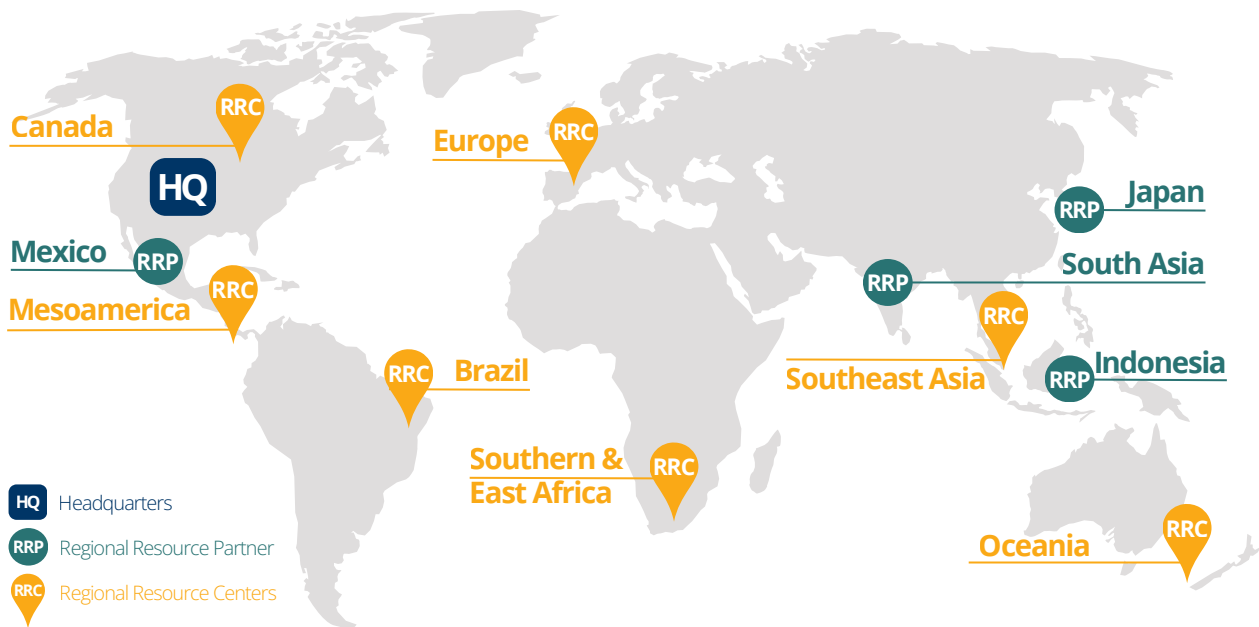 RRC
Canada
Europe
RRC
HQ
Japan
RRP
Mexico
RRP
South Asia
RRP
RRC
Mesoamerica
RRC
Southeast Asia
Indonesia
RRP
RRC
Brazil
Southern &
East Africa
RRC
HQ Headquarters
RRP Regional Resource Partner
RRC Regional Resource Centers
Oceania
RRC